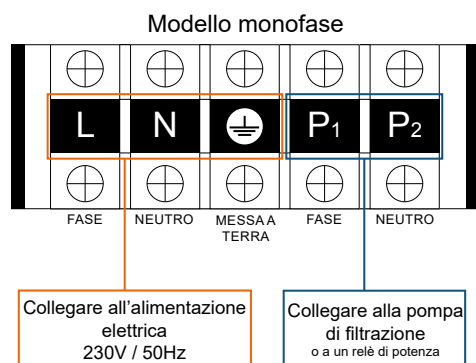 Modello monofase
L N P1 P2
FASE NEUTRO MESSA A TERRA FASE NEUTRO
Collegare all'alimentazione
elettrica
230V / 50Hz
Collegare alla pompa
di filtrazione
o a un relè di potenza